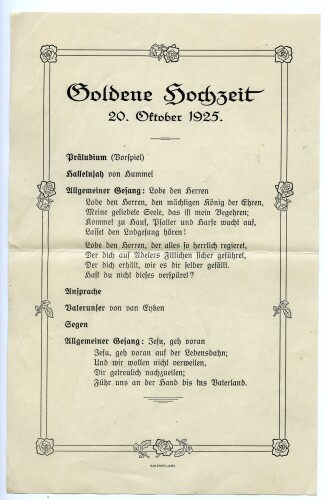 Goldene Hochzeit
20. Oktober 1925.
Präludium (Vorspiel)
Hallelujah von Hummel
Allgemeiner Gesang: Lobe den Herren
Lobe den Herren, den mächtigen König der Ehren,
Meine geliebete Seele, das ist mein Begehren;
Kommet zu Hauf, Psalter und Harfe wacht auf,
Lasset den Lobgesang hören!
Lobe den Herren, der alles so herrlich regieret,
Der dich auf Adelers Fittichen sicher geführet,
Der dich erhält, wie es dir selber gefällt.
Hast du nicht dieses verspüret?
Ansprache
Vaterunser von van Eyken
Segen
Allgemeiner Gesang: Jesu, geh voran
Jesu, geh voran auf der Lebensbahn;
Und wir wollen nicht verweilen,
Dir getreulich nachzueilen;
Führ uns an der Hand bis ins Vaterland.